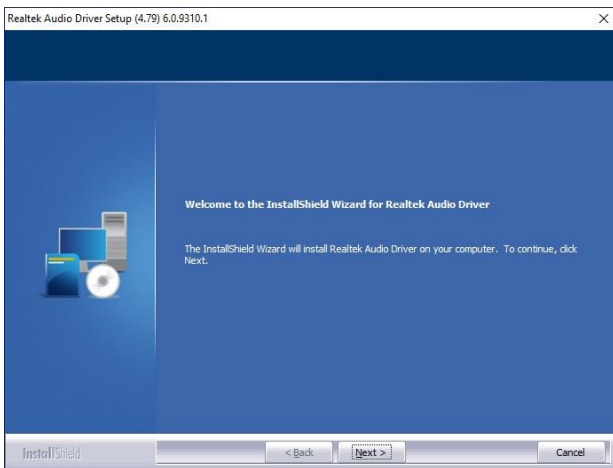 Realtek Audio Driver Setup (4.79) 6.0.9310.1
Welcome to the InstallShield Wizard for Realtek Audio Driver
The InstallShield Wizard will install Realtek Audio Driver on your computer. To continue, click
Next.
InstallShield
< Back
Next >
Cancel